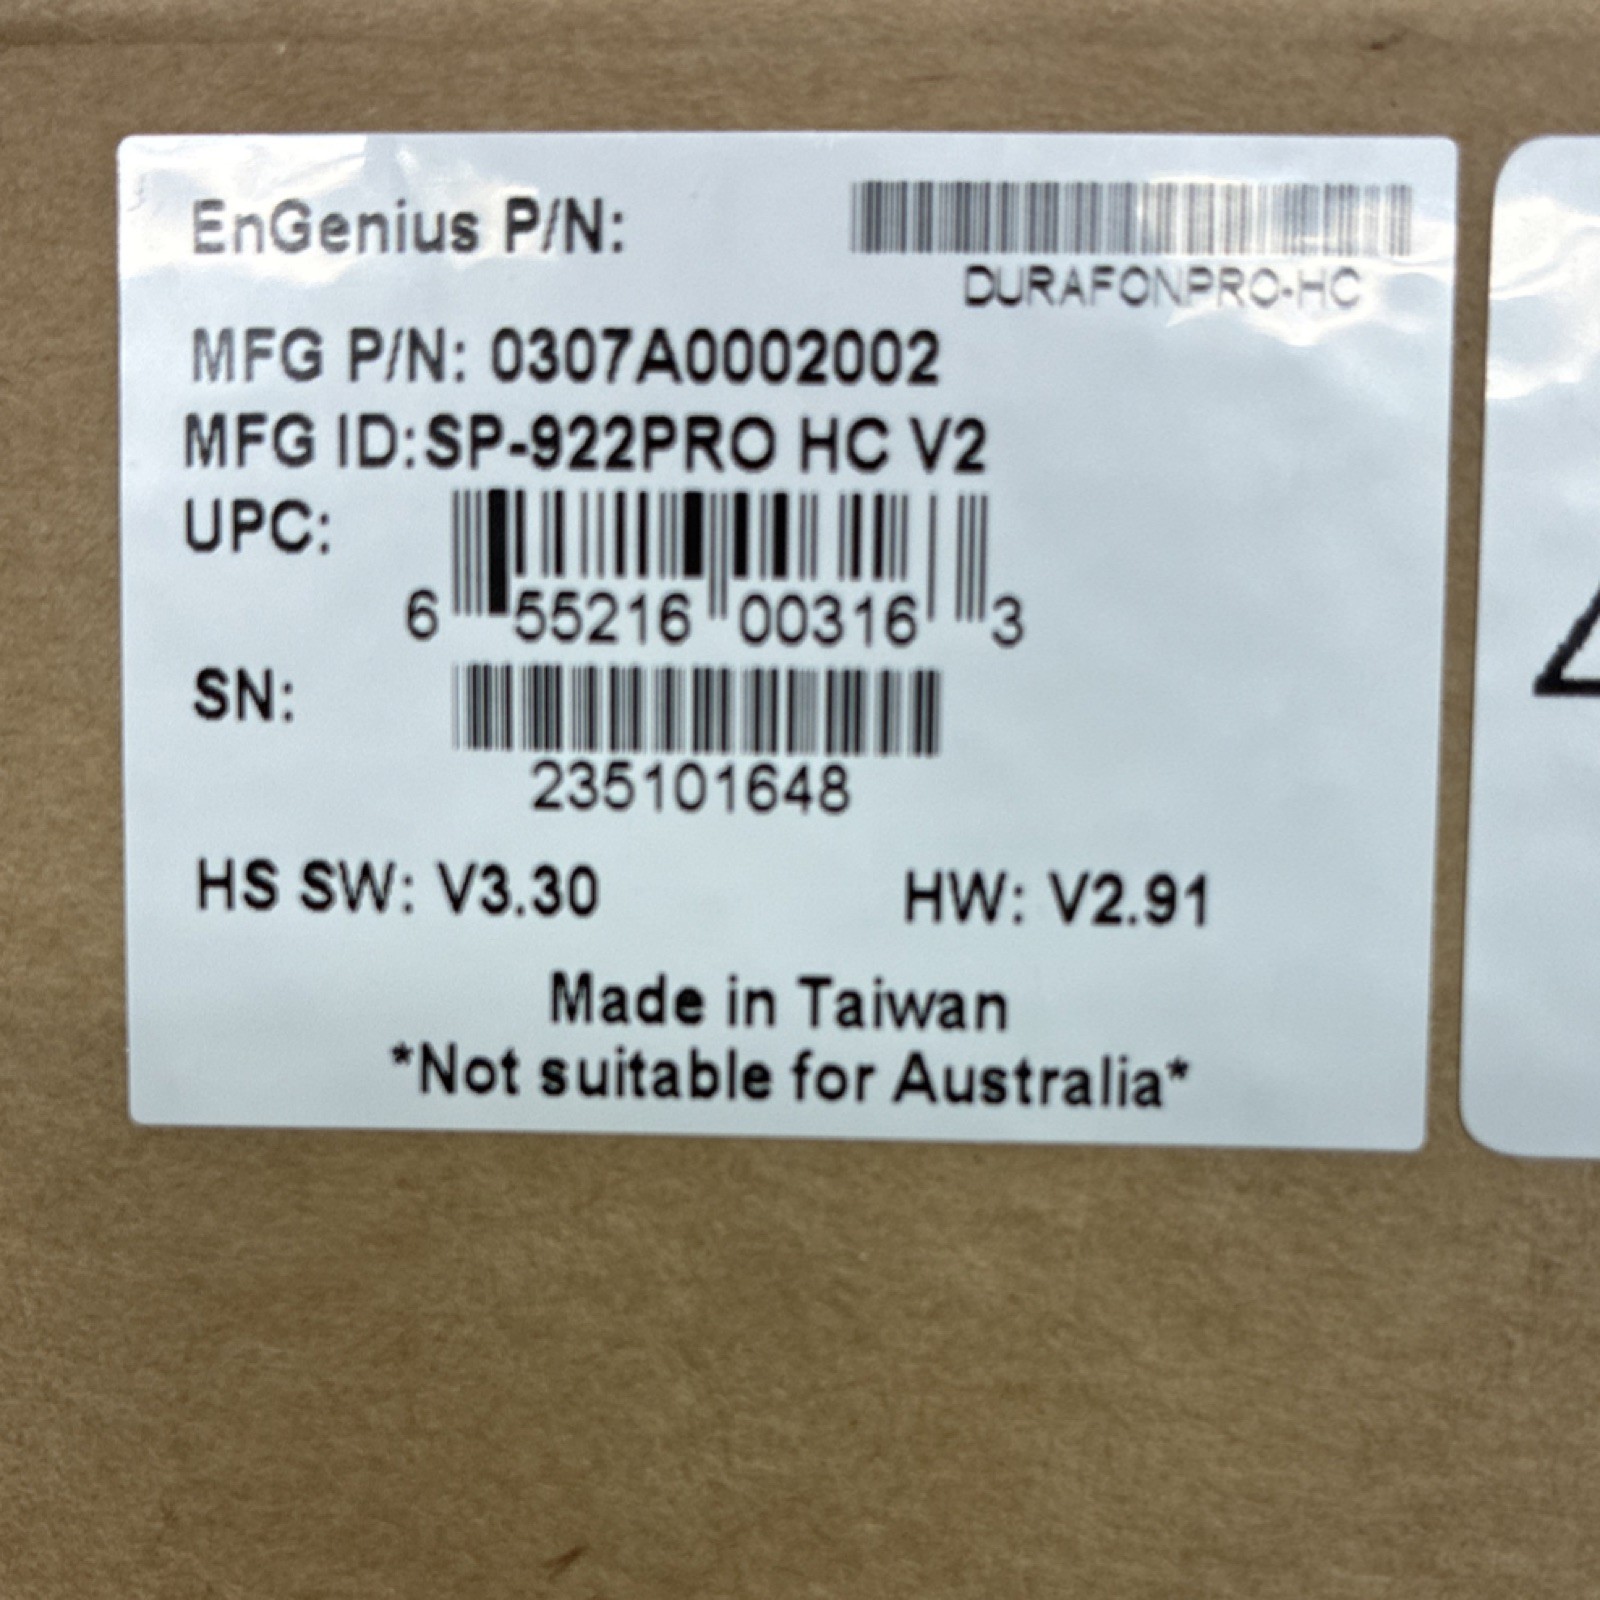 EnGenius P/N:
DURAFONPRO-HC
MFG P/N: 0307A0002002
MFG ID:SP-922PRO HC V2
UPC:
6 55216 00316 3
SN:
235101648
HS SW: V3.30 HW: V2.91
Made in Taiwan
*Not suitable for Australia*